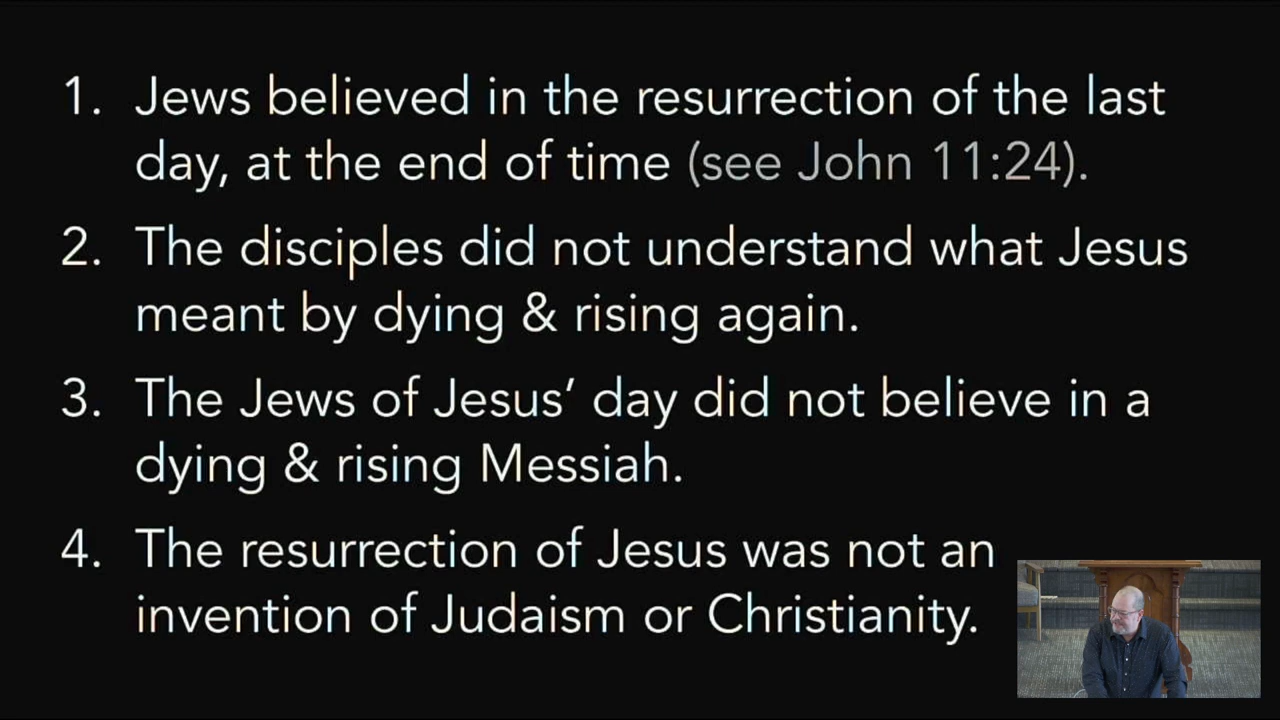 1. Jews believed in the resurrection of the last
day, at the end of time (see John 11:24).
2. The disciples did not understand what Jesus
meant by dying & rising again.
3. The Jews of Jesus’ day did not believe in a
dying & rising Messiah.
4. The resurrection of Jesus was not an
invention of Judaism or Christianity.